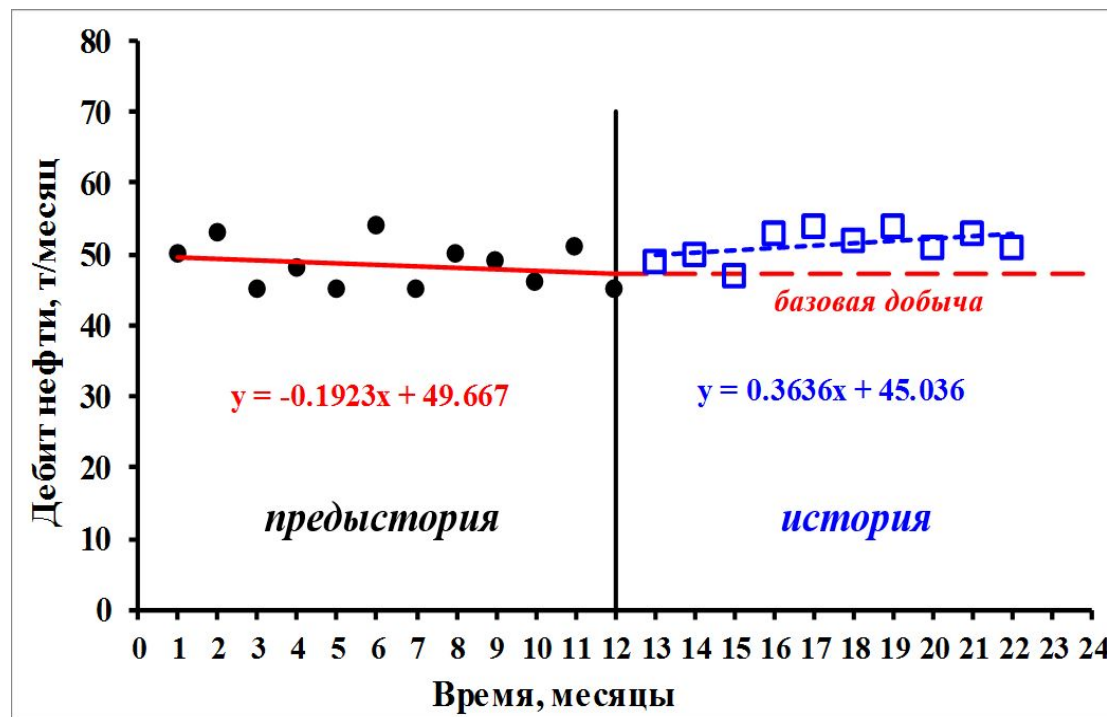 80
70
60
50
40
30
20
10
0
Дебит нефти, т/месяц
базовая добыча
y = -0.1923x + 49.667
y = 0.3636x + 45.036
предыстория
история
0 1 2 3 4 5 6 7 8 9 10 11 12 13 14 15 16 17 18 19 20 21 22 23 24
Время, месяцы